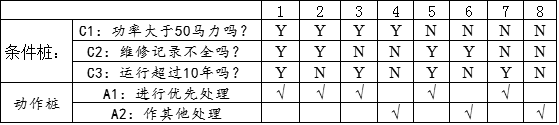 1 2 3 4 5 6 7 8
条件桩： C1：功率大于50马力吗？ Y Y Y Y N N N N
C2：维修记录不全吗？ Y Y N N Y Y N N
C3：运行超过10年吗？ Y N Y N Y N Y N
动作桩 A1：进行优先处理 √ √ √ √ √
A2：作其他处理 √ √ √